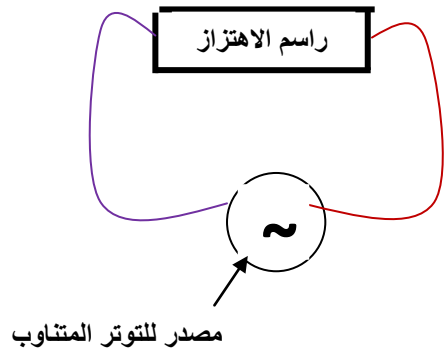 راسم الاهتزاز
~
مصدر للتوتر المتناوب